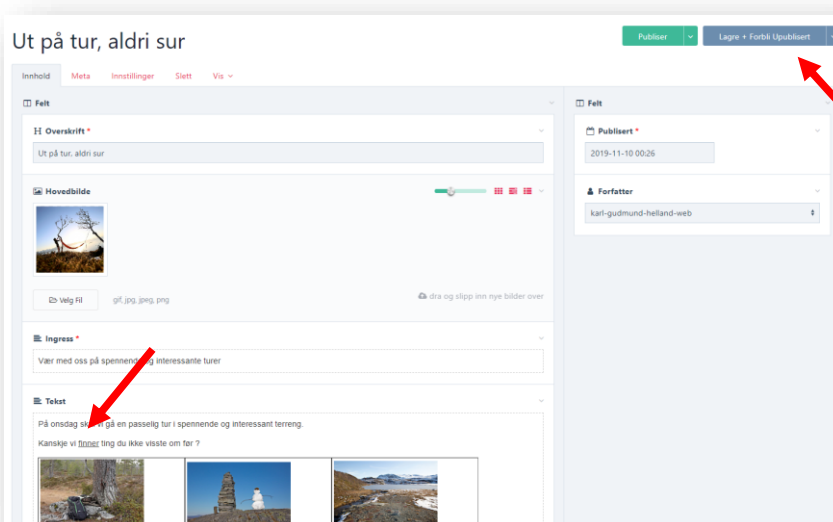 Ut på tur, aldri sur
Publiser
Lagre + Forbli Upublisert
Innhold Meta Innstillinger Slett Vis
Felt
Overskrift *
Ut på tur, aldri sur
Hovedbilde
Velg Fil gif, jpg, jpeg, png
dra og slipp inn nye bilder over
Ingress *
Vær med oss på spennende og interessante turer
Tekst
På onsdag vi gå en passelig tur i spennende og interessant terreng.
Kanskje vi finner ting du ikke visste om før ?
Felt
Publisert *
2019-11-10 00:26
Forfatter
karl-gudmund-helland-web